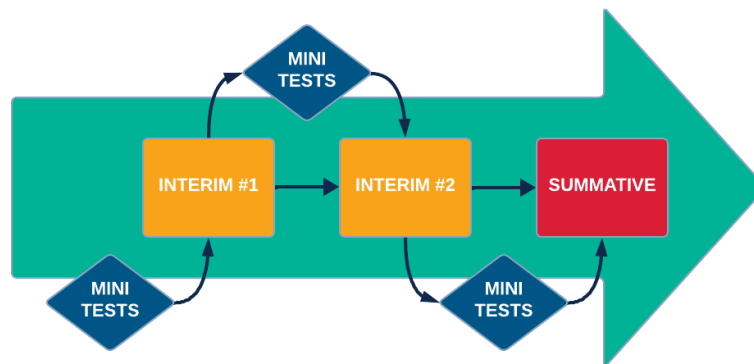 MINI
TESTS
INTERIM #1
INTERIM #2
SUMMATIVE
MINI
TESTS
MINI
TESTS